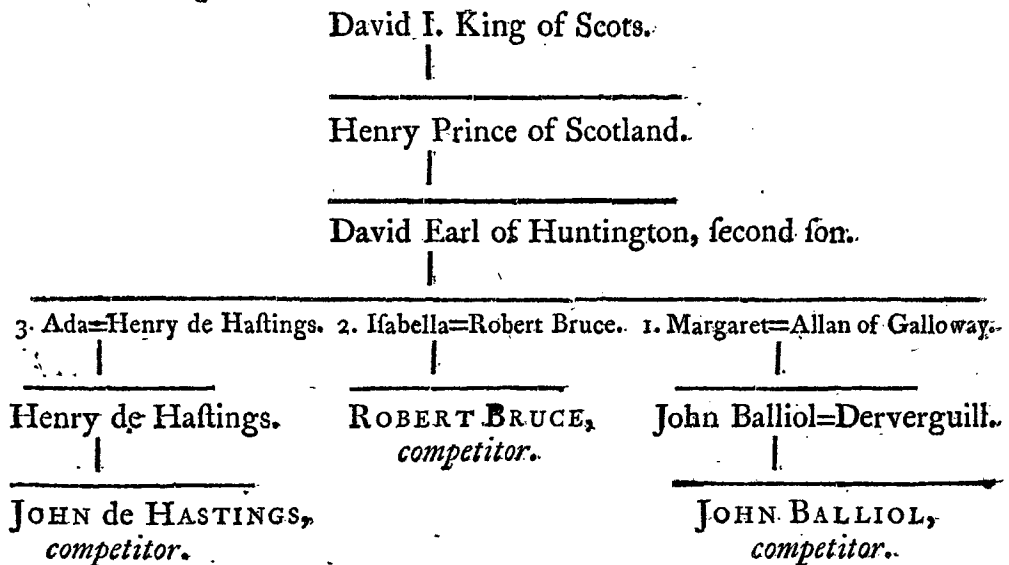 David I. King of Scots.
Henry Prince of Scotland.
David Earl of Huntington, ſecond ſon.
3. Ada=Henry de Haſtings. 2. Iſabella=Robert Bruce. 1. Margaret=Allan of Galloway.
Henry de Haſtings. ROBERT BRUCE, John Balliol=Derverguill.
competitor.
JOHN de HASTINGS, JOHN BALLIOL,
competitor. competitor.